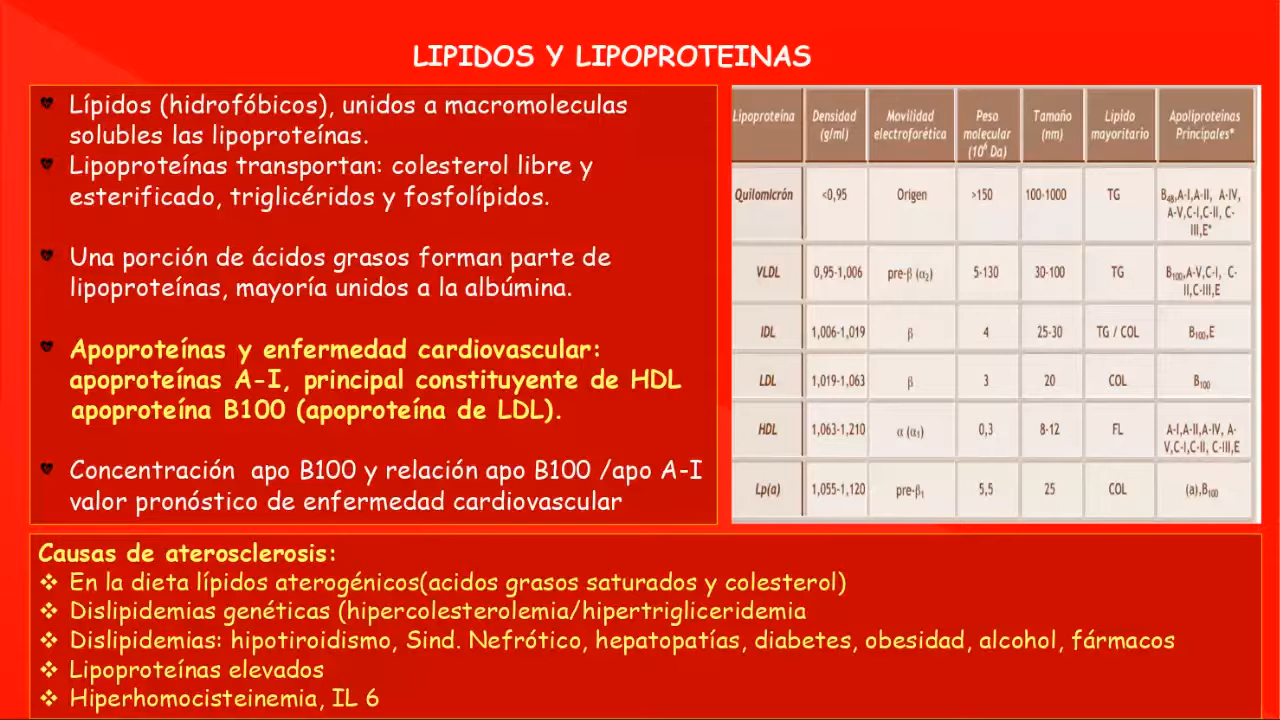 LIPIDOS Y LIPOPROTEINAS
Lípidos (hidrofóbicos), unidos a macromoleculas
solubles las lipoproteínas.
Lipoproteínas transportan: colesterol libre y
esterificado, triglicéridos y fosfolípidos.
Una porción de ácidos grasos forman parte de
lipoproteínas, mayoría unidos a la albúmina.
Apoproteínas y enfermedad cardiovascular:
apoproteínas A-I, principal constituyente de HDL
apoproteína B100 (apoproteína de LDL).
Concentración apo B100 y relación apo B100 /apo A-I
valor pronóstico de enfermedad cardiovascular
Lipoproteína Densidad (g/ml) Movilidad electroforética Peso molecular (10⁶ Da) Tamaño (nm) Lípido mayoritario Apoliproteínas Principales*
Quilomicrón <0,95 Origen >150 100-1000 TG B₄₈,A-I,A-II, A-IV,
A-V,C-I,C-II, C-
III,E*
VLDL 0,95-1,006 pre-β (α₂) 5-130 30-100 TG B₁₀₀,A-V,C-I, C-
II,C-III,E
IDL 1,006-1,019 β 4 25-30 TG / COL B₁₀₀,E
LDL 1,019-1,063 β 3 20 COL B₁₀₀
HDL 1,063-1,210 α (α₁) 0,3 8-12 FL A-I,A-II,A-IV, A-
V,C-I,C-II, C-III,E
Lp(a) 1,055-1,120 pre-β₁ 5,5 25 COL (a),B₁₀₀
Causas de aterosclerosis:
En la dieta lípidos aterogénicos(acidos grasos saturados y colesterol)
Dislipidemias genéticas (hipercolesterolemia/hipertrigliceridemia
Dislipidemias: hipotiroidismo, Sind. Nefrótico, hepatopatías, diabetes, obesidad, alcohol, fármacos
Lipoproteínas elevados
Hiperhomocisteinemia, IL 6